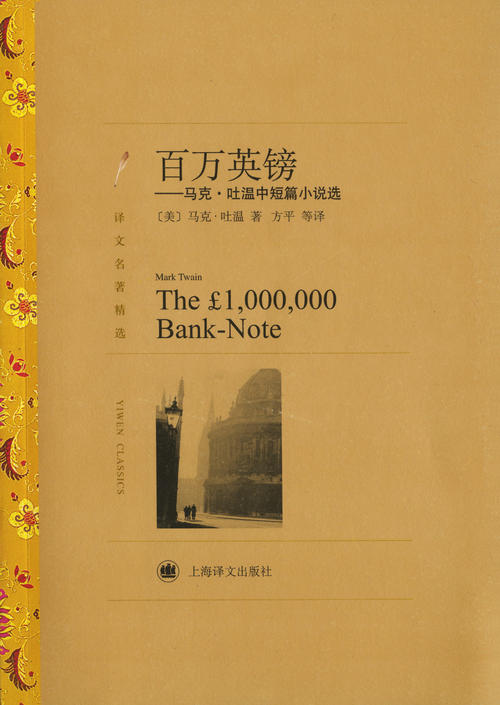 百万英镑
——马克·吐温中短篇小说选
〔美〕马克·吐温 著 方平 等译
译文名著精选
Mark Twain
The £1,000,000
Bank-Note
YIWEN CLASSICS
上海译文出版社